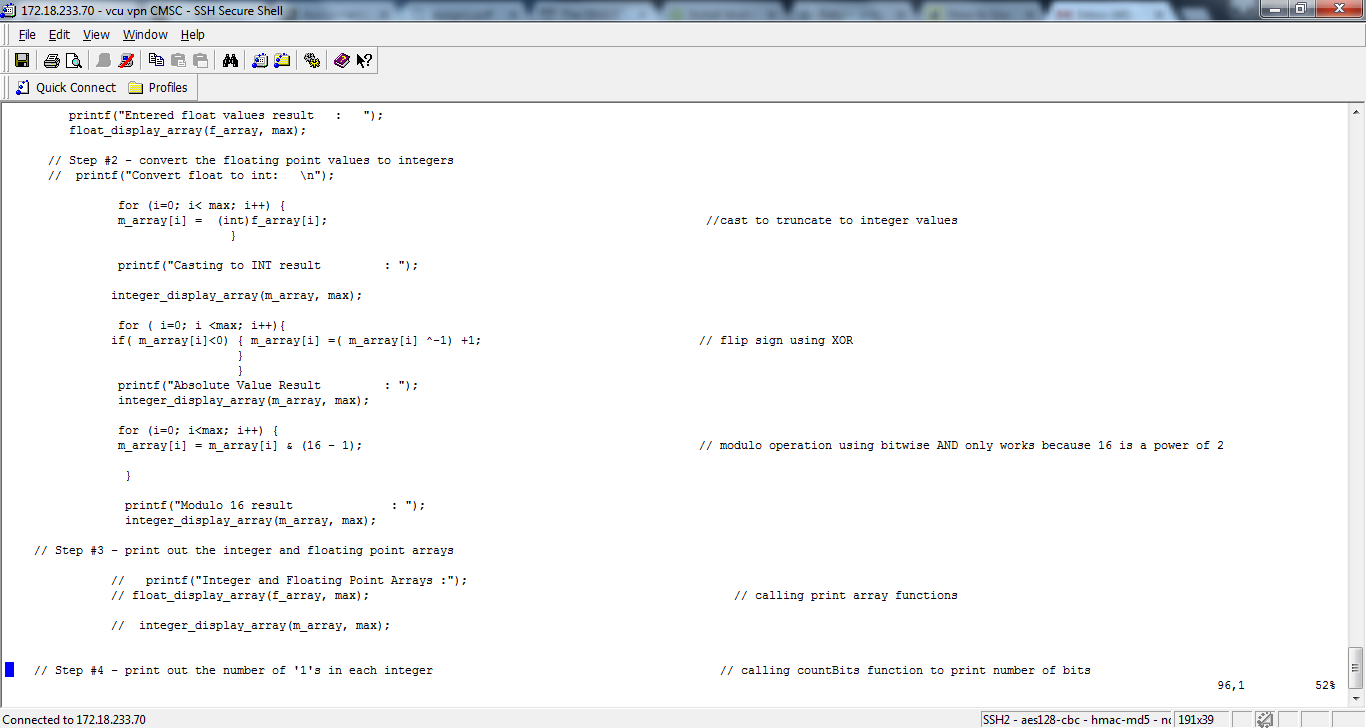 172.18.233.70 - vcu vpn CMSC - SSH Secure Shell
File Edit View Window Help
Quick Connect Profiles
printf("Entered float values result   :   ");
float_display_array(f_array, max);
// Step #2 - convert the floating point values to integers
//  printf("Convert float to int:   \n");
for (i=0; i< max; i++) {
m_array[i] =  (int)f_array[i]; //cast to truncate to integer values
}
printf("Casting to INT result         : ");
integer_display_array(m_array, max);
for ( i=0; i <max; i++){
if( m_array[i]<0) { m_array[i] =( m_array[i] ^-1) +1; // flip sign using XOR
}
}
printf("Absolute Value Result         : ");
integer_display_array(m_array, max);
for (i=0; i<max; i++) {
m_array[i] = m_array[i] & (16 - 1); // modulo operation using bitwise AND only works because 16 is a power of 2
}
printf("Modulo 16 result              : ");
integer_display_array(m_array, max);
// Step #3 - print out the integer and floating point arrays
//   printf("Integer and Floating Point Arrays :");
// float_display_array(f_array, max); // calling print array functions
//  integer_display_array(m_array, max);
// Step #4 - print out the number of '1's in each integer // calling countBits function to print number of bits
96,1 52%
Connected to 172.18.233.70 SSH2 - aes128-cbc - hmac-md5 - nc 191x39